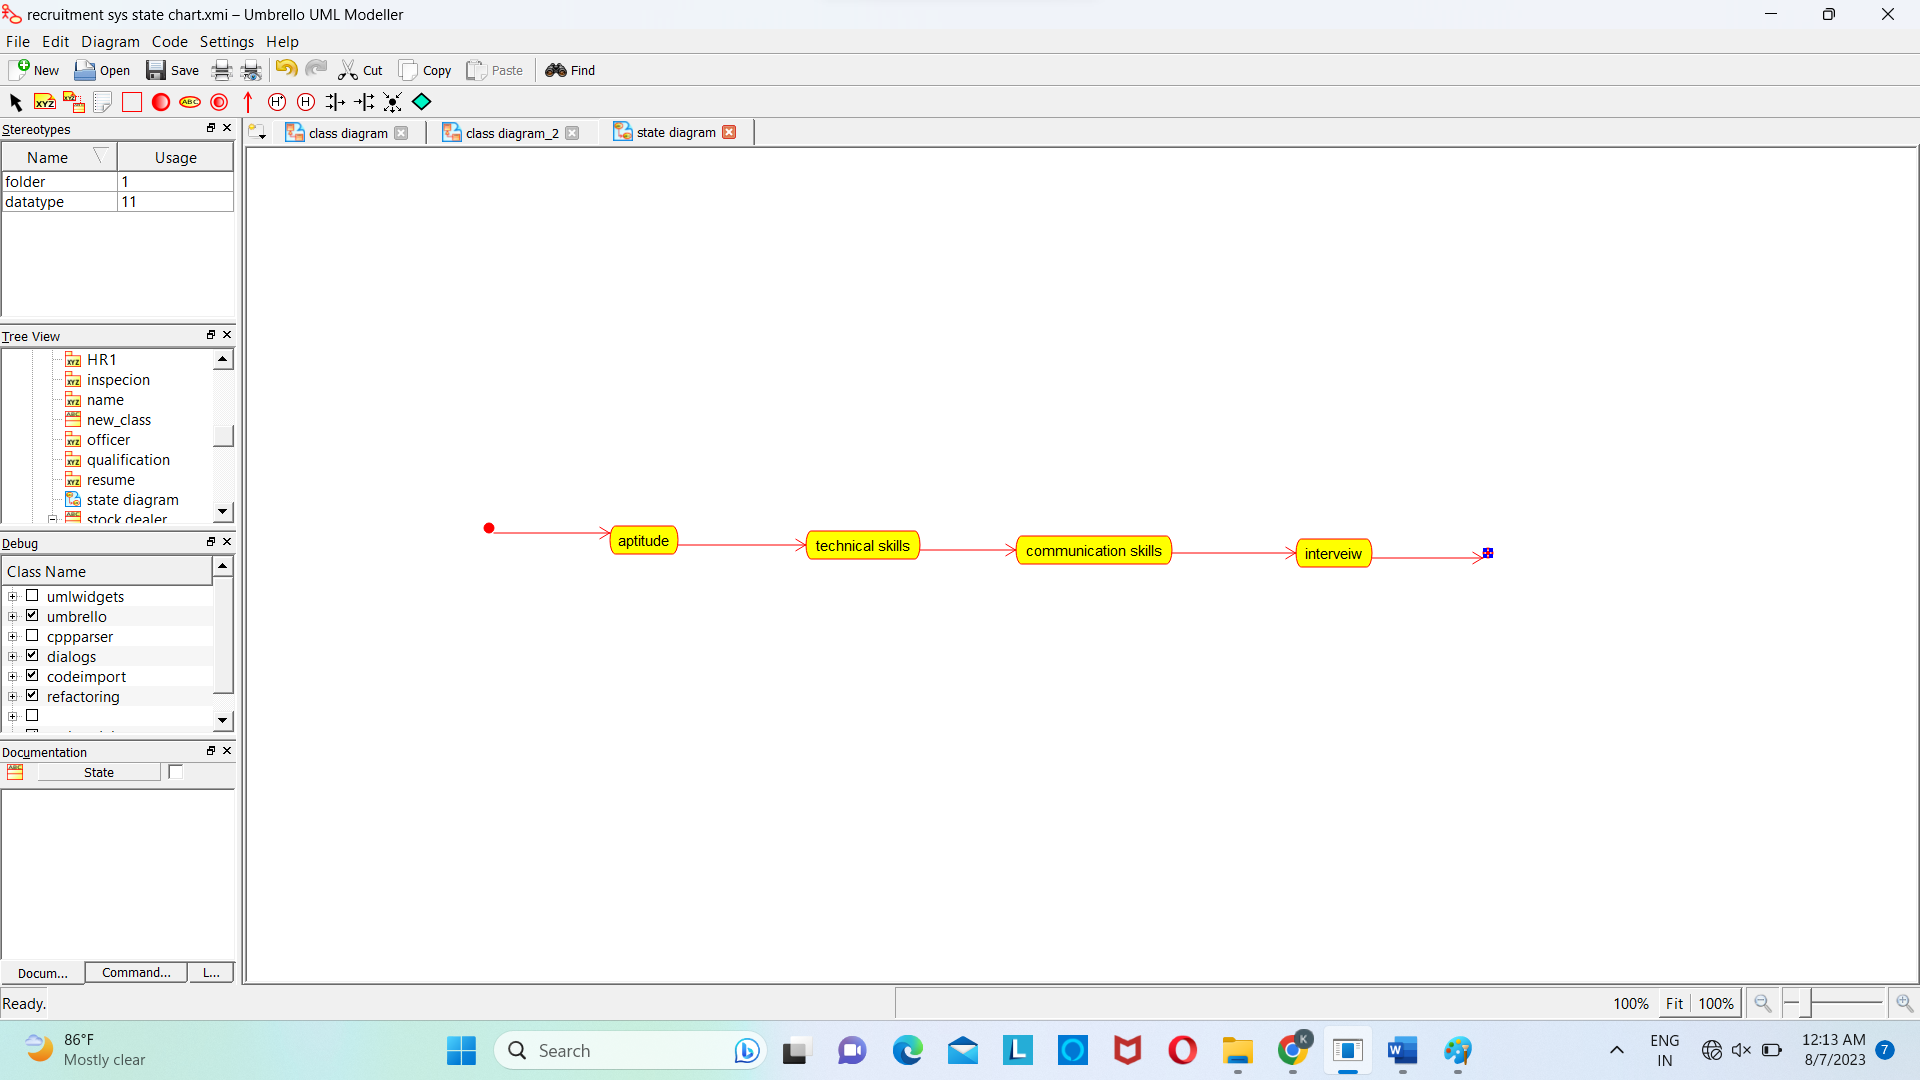 recruitment sys state chart.xmi – Umbrello UML Modeller
File Edit Diagram Code Settings Help
New Open Save Cut Copy Paste Find
XYZ XYZ ABC H* H
Stereotypes
class diagram class diagram_2 state diagram
Name Usage
folder 1
datatype 11
Tree View
HR1
inspecion
name
new_class
officer
qualification
resume
state diagram
stock dealer
aptitude
technical skills
communication skills
interveiw
Debug
Class Name
umlwidgets
umbrello
cppparser
dialogs
codeimport
refactoring
Documentation
State
Docum... Command... L...
Ready. 100% Fit 100%
86°F
Mostly clear
Search
L
K
W
ENG
IN
12:13 AM
8/7/2023
7